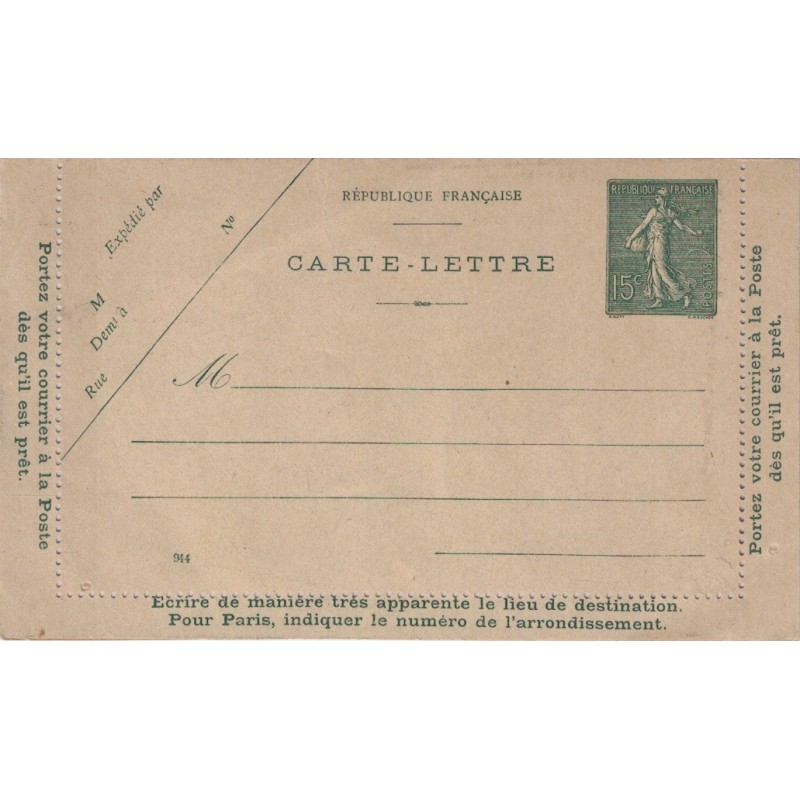 RÉPUBLIQUE FRANÇAISE
CARTE-LETTRE
RÉPUBLIQUE FRANÇAISE
15c
POSTES
Expédié par
M
Nº
Demt à
Rue
M
944
Portez votre courrier à la Poste
dès qu'il est prêt.
Portez votre courrier à la Poste
dès qu'il est prêt.
Ecrire de manière trés apparente le lieu de destination.
Pour Paris, indiquer le numéro de l'arrondissement.